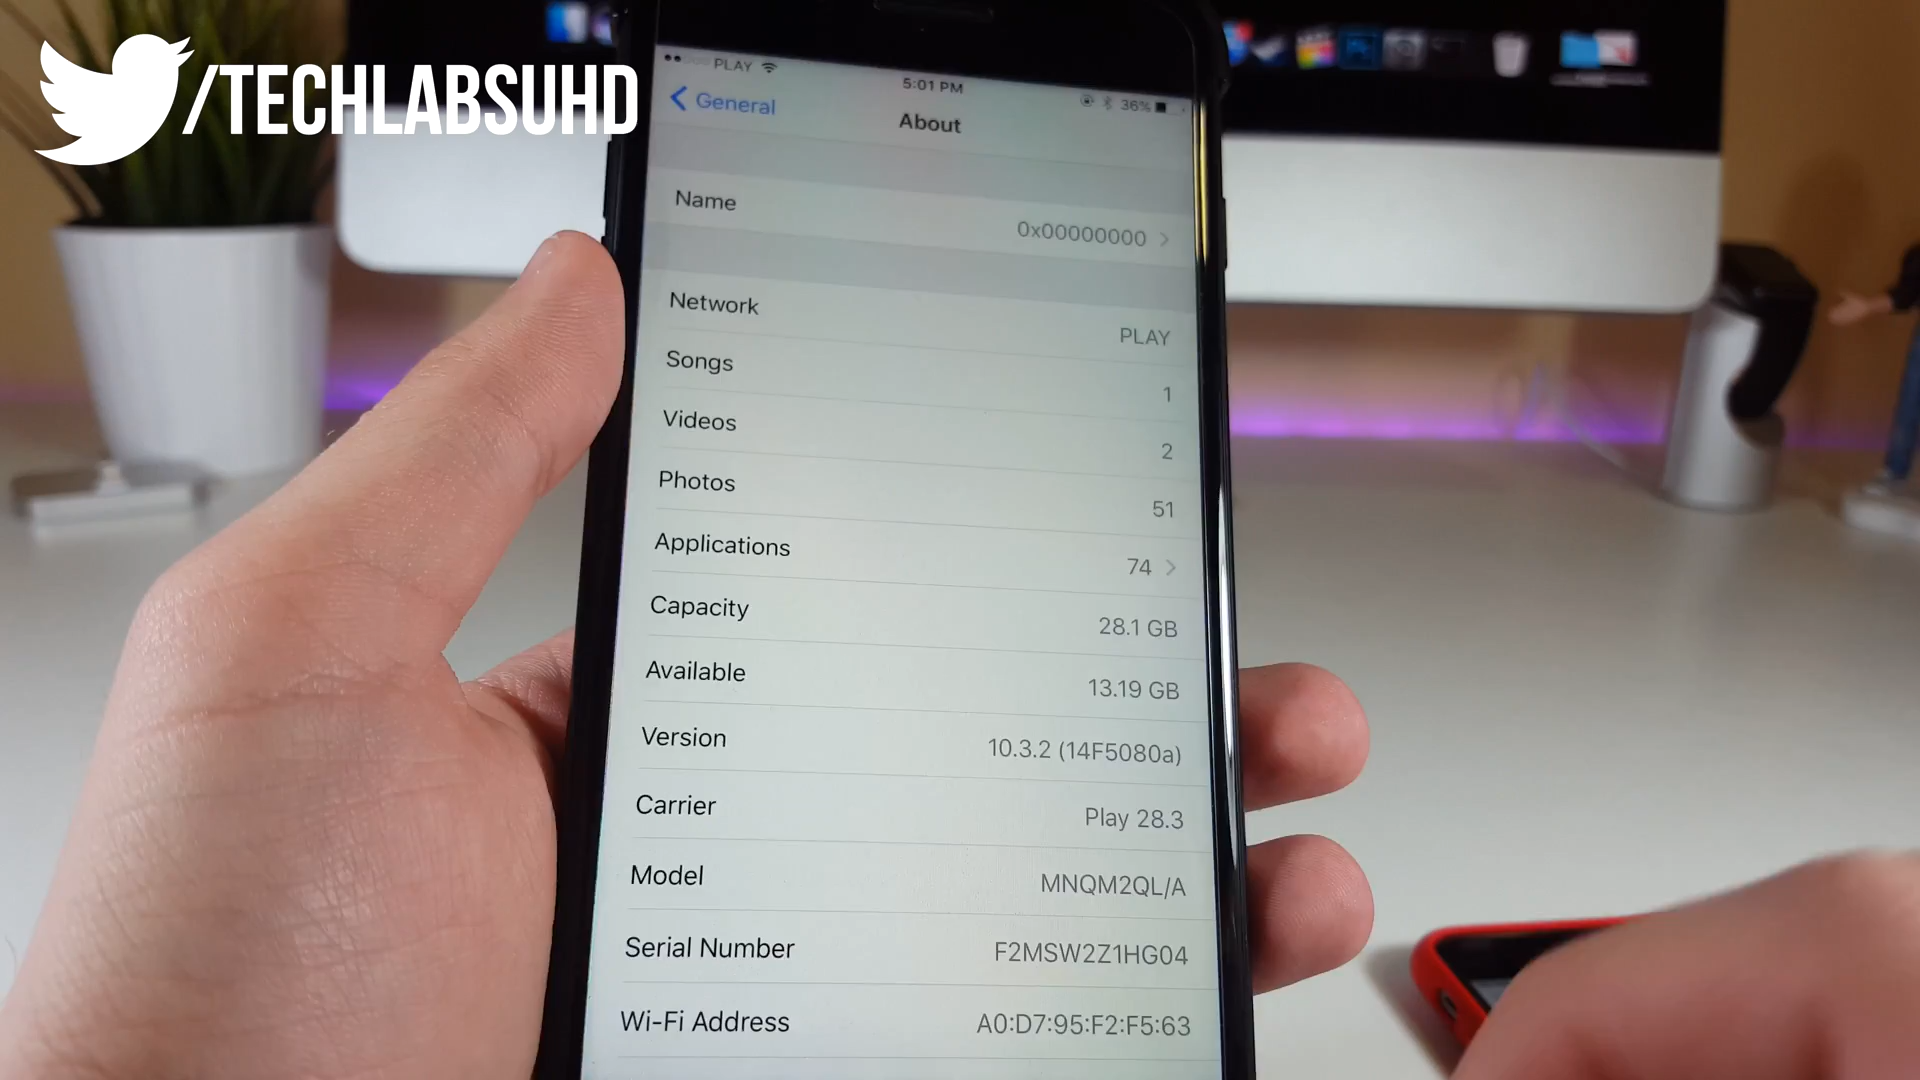 /TECHLABSUHD
PLAY
5:01 PM
36%
General
About
Name
0x00000000
Network
PLAY
Songs
1
Videos
2
Photos
51
Applications
74
Capacity
28.1 GB
Available
13.19 GB
Version
10.3.2 (14F5080a)
Carrier
Play 28.3
Model
MNQM2QL/A
Serial Number
F2MSW2Z1HG04
Wi-Fi Address
A0:D7:95:F2:F5:63